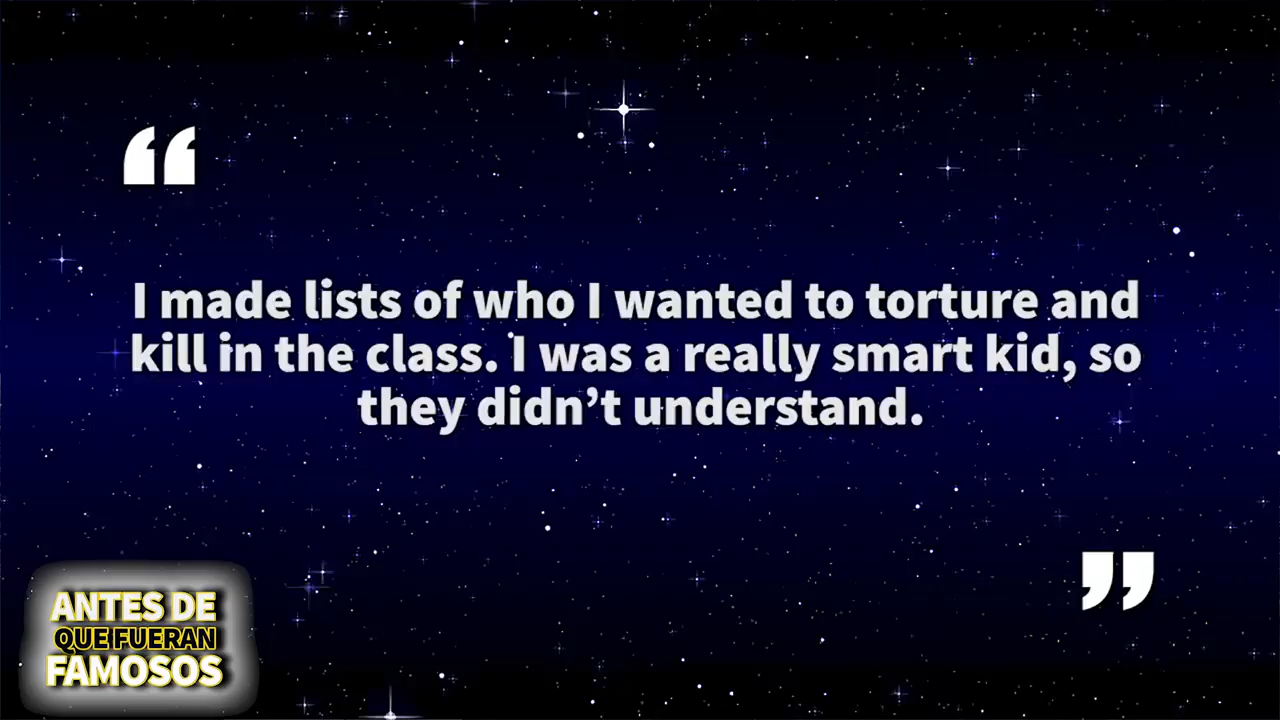 “
I made lists of who I wanted to torture and
kill in the class. I was a really smart kid, so
they didn’t understand.
”
ANTES DE
QUE FUERAN
FAMOSOS